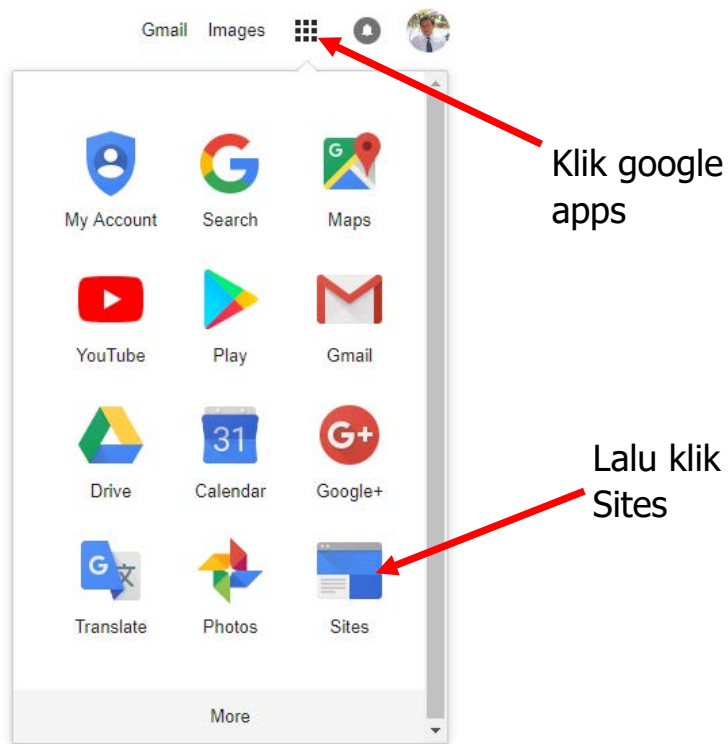 Gmail Images
Klik google
apps
G
My Account Search Maps
YouTube Play Gmail
31
G+
Drive Calendar Google+
Lalu klik
Sites
G 文
Translate Photos Sites
More